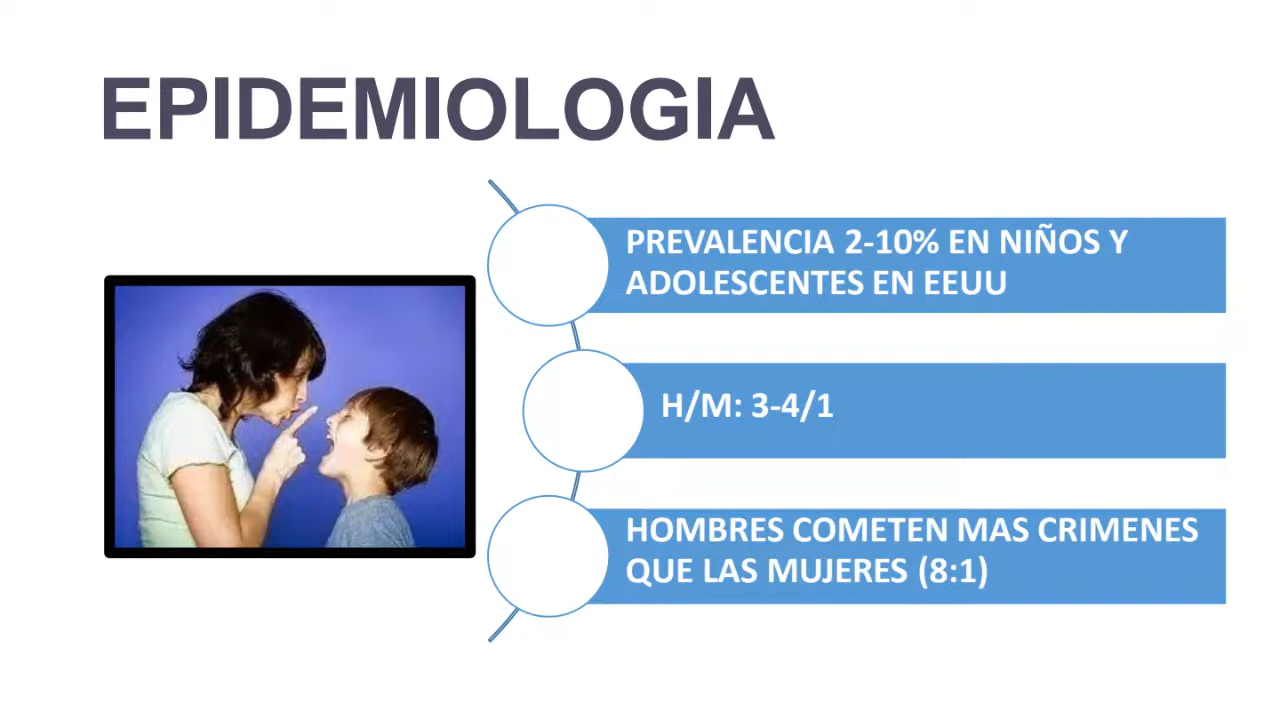 EPIDEMIOLOGIA
PREVALENCIA 2-10% EN NIÑOS Y
ADOLESCENTES EN EEUU
H/M: 3-4/1
HOMBRES COMETEN MAS CRIMENES
QUE LAS MUJERES (8:1)